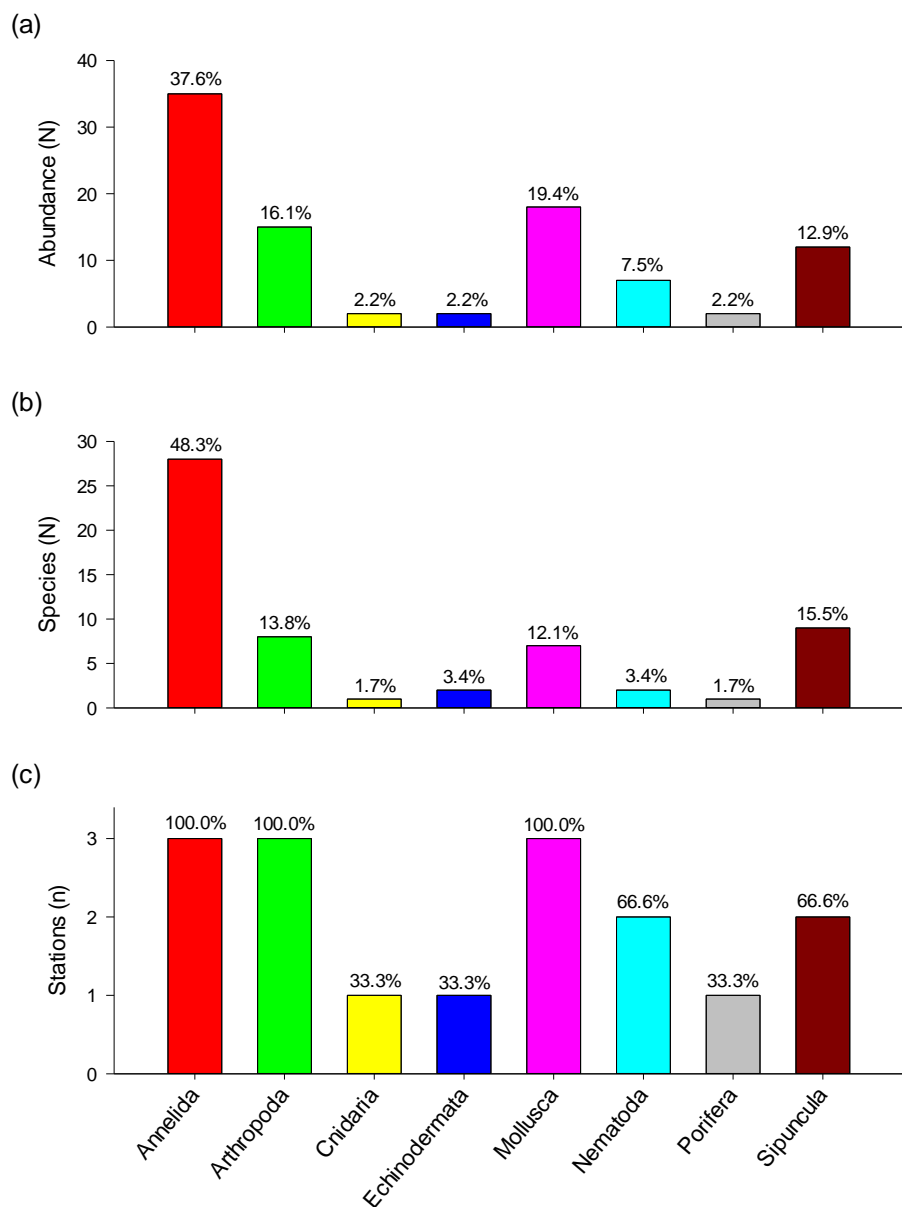 (a)
Abundance (N)
40
30
20
10
0
37.6%
16.1%
2.2%
2.2%
19.4%
7.5%
2.2%
12.9%
(b)
Species (N)
30
25
20
15
10
5
0
48.3%
13.8%
1.7%
3.4%
12.1%
3.4%
1.7%
15.5%
(c)
Stations (n)
3
2
1
0
100.0%
100.0%
33.3%
33.3%
100.0%
66.6%
33.3%
66.6%
Annelida
Arthropoda
Cnidaria
Echinodermata
Mollusca
Nematoda
Porifera
Sipuncula